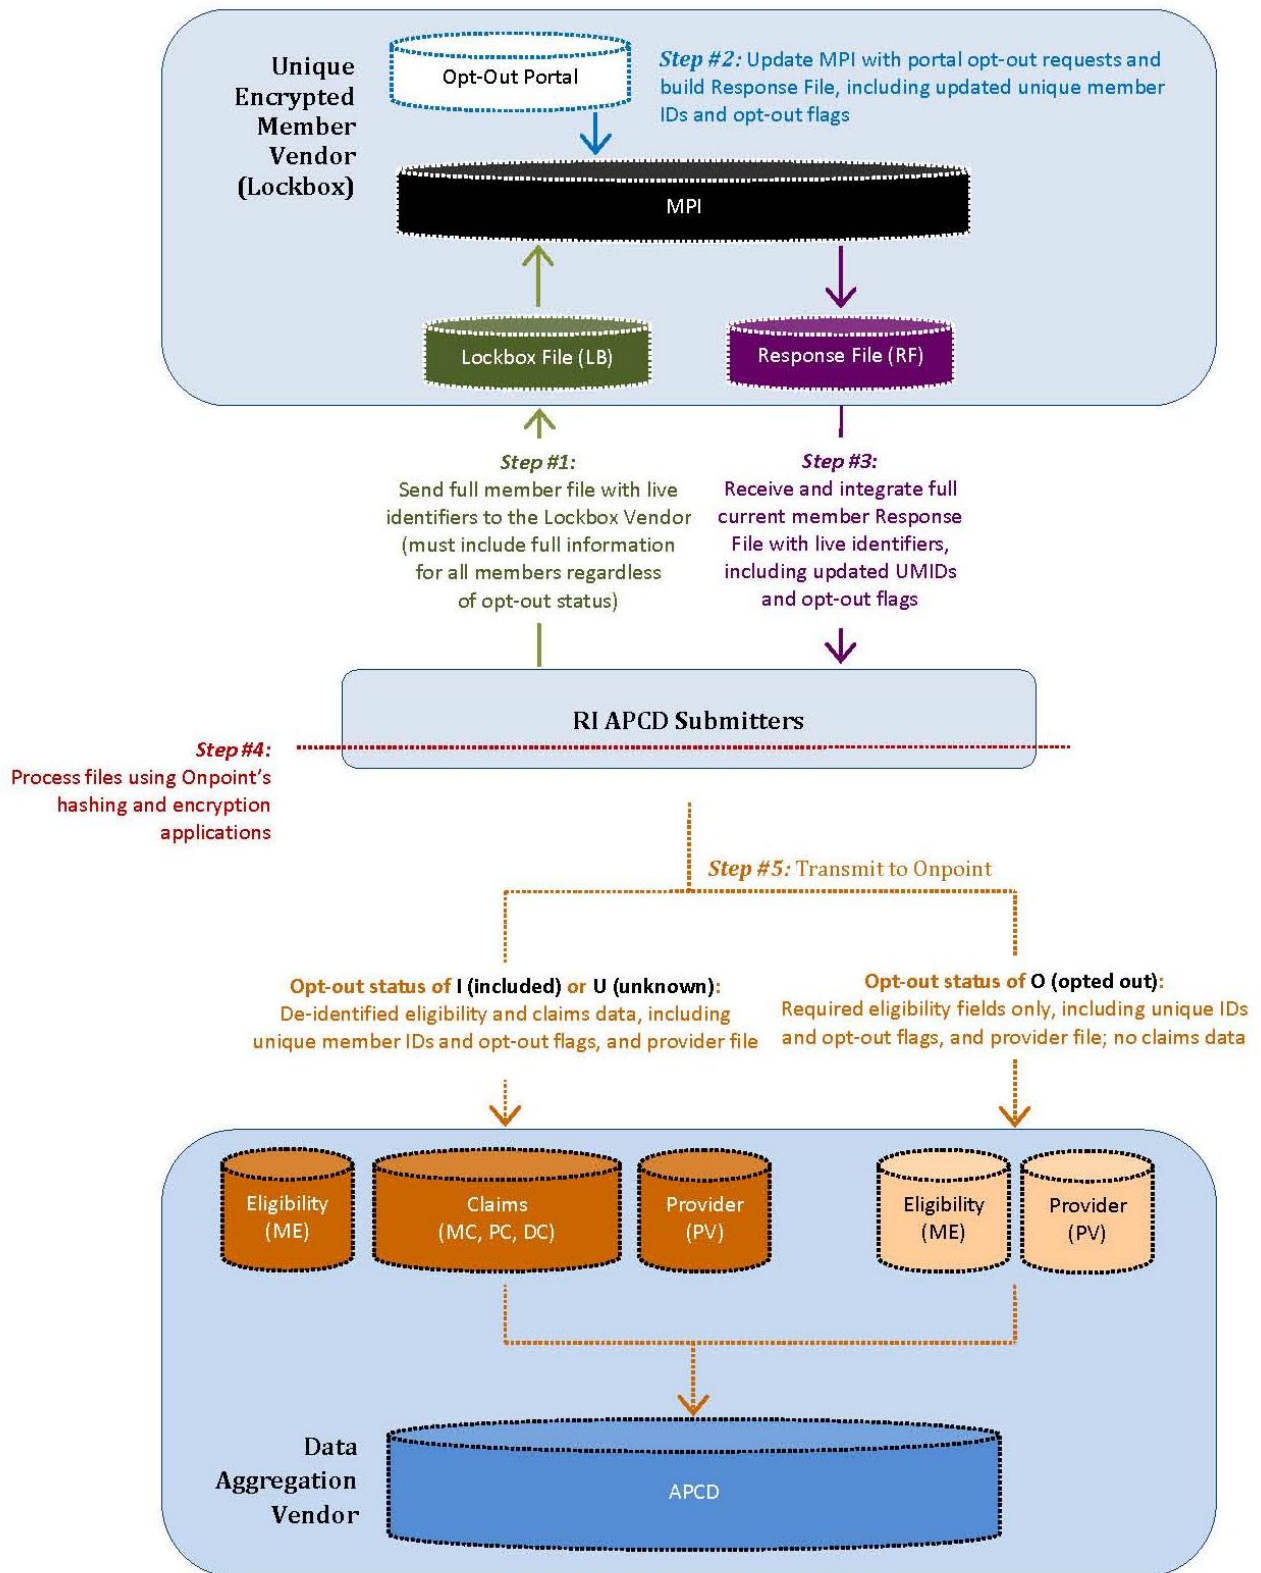 Unique
Encrypted
Member
Vendor
(Lockbox)
Opt-Out Portal
Step #2: Update MPI with portal opt-out requests and
build Response File, including updated unique member
IDs and opt-out flags
MPI
Lockbox File (LB)
Response File (RF)
Step #1:
Send full member file with live
identifiers to the Lockbox Vendor
(must include full information
for all members regardless
of opt-out status)
Step #3:
Receive and integrate full
current member Response
File with live identifiers,
including updated UMIDs
and opt-out flags
RI APCD Submitters
Step #4:
Process files using Onpoint's
hashing and encryption
applications
Step #5: Transmit to Onpoint
Opt-out status of I (included) or U (unknown):
De-identified eligibility and claims data, including
unique member IDs and opt-out flags, and provider file
Opt-out status of O (opted out):
Required eligibility fields only, including unique IDs
and opt-out flags, and provider file; no claims data
Eligibility
(ME)
Claims
(MC, PC, DC)
Provider
(PV)
Eligibility
(ME)
Provider
(PV)
Data
Aggregation
Vendor
APCD